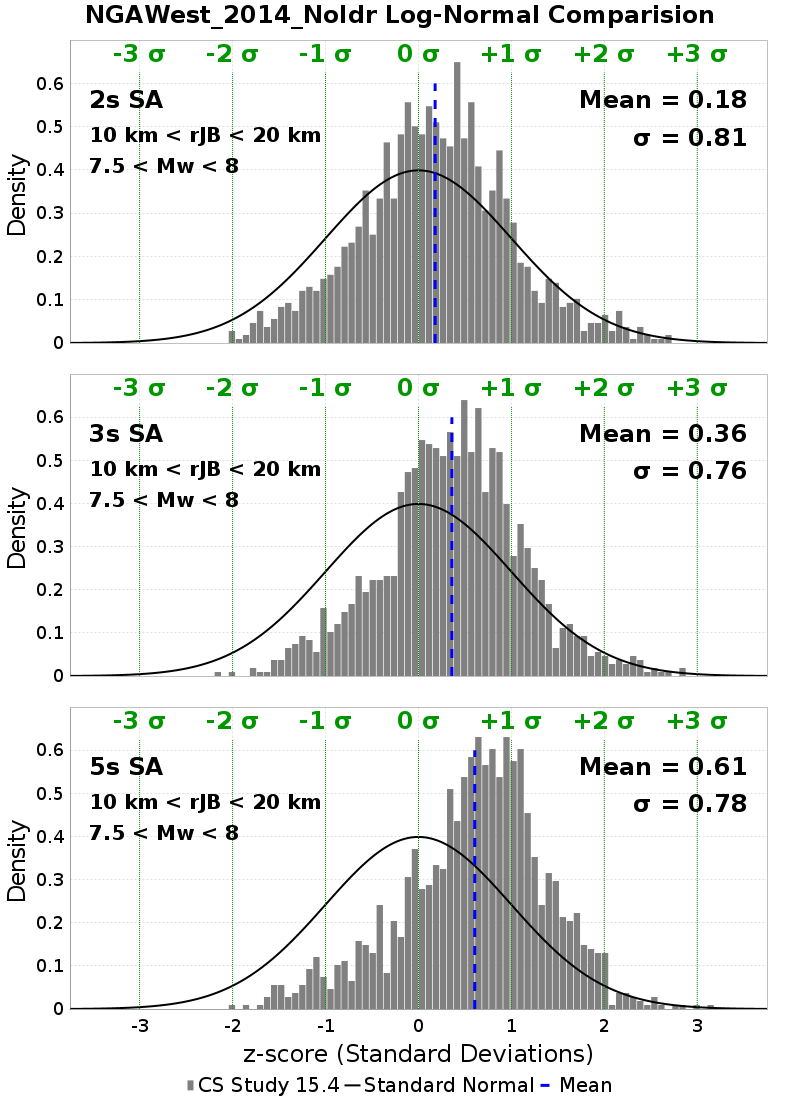 NGAWest_2014_NoIdr Log-Normal Comparision
-3 σ -2 σ -1 σ 0 σ +1 σ +2 σ +3 σ
2s SA
Mean = 0.18
10 km < rJB < 20 km
σ = 0.81
7.5 < Mw < 8
Density
0.6
0.5
0.4
0.3
0.2
0.1
0
-3 σ -2 σ -1 σ 0 σ +1 σ +2 σ +3 σ
3s SA
Mean = 0.36
10 km < rJB < 20 km
σ = 0.76
7.5 < Mw < 8
Density
0.6
0.5
0.4
0.3
0.2
0.1
0
-3 σ -2 σ -1 σ 0 σ +1 σ +2 σ +3 σ
5s SA
Mean = 0.61
10 km < rJB < 20 km
σ = 0.78
7.5 < Mw < 8
Density
0.6
0.5
0.4
0.3
0.2
0.1
0
-3 -2 -1 0 1 2 3
z-score (Standard Deviations)
CS Study 15.4 Standard Normal Mean